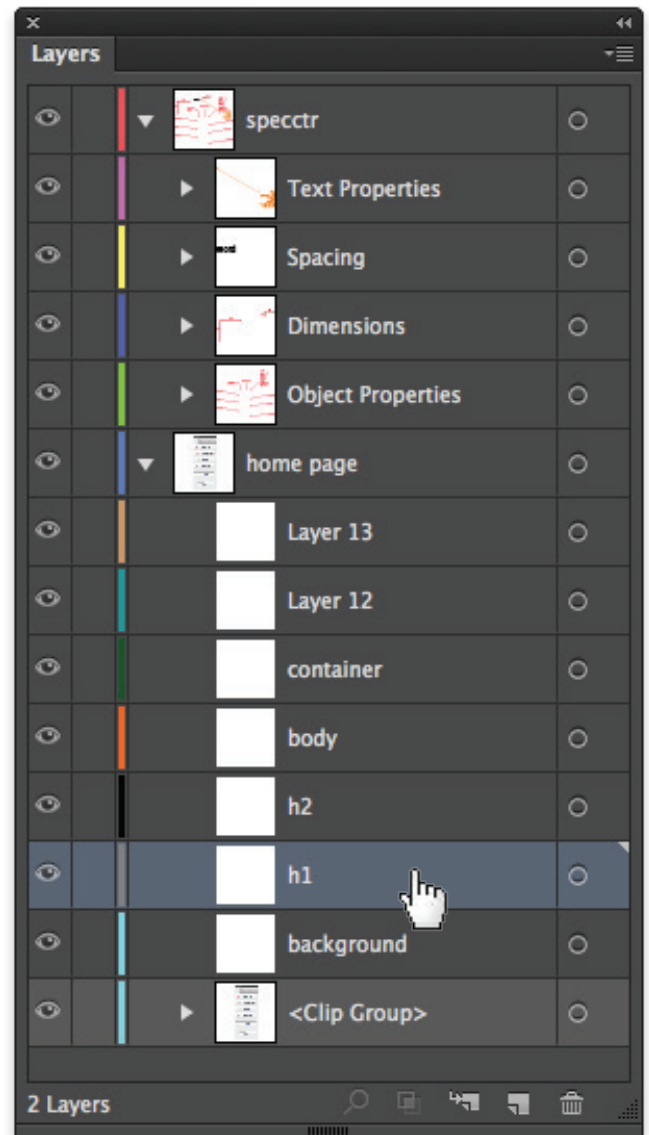 Layers
specctr
Text Properties
Spacing
Dimensions
Object Properties
home page
Layer 13
Layer 12
container
body
h2
h1
background
<Clip Group>
2 Layers